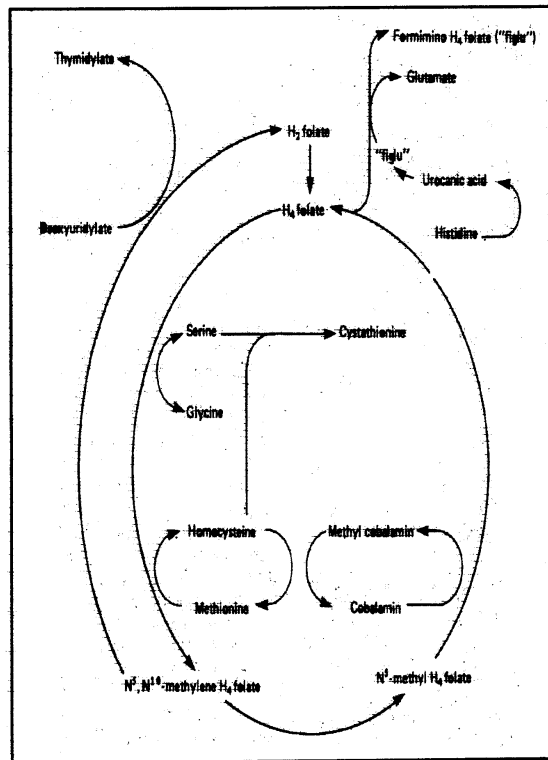 Formimino H₄ folate ("figlu")
Thymidylate
Glutamate
H₂ folate
"figlu"
Urocanic acid
H₄ folate
Deoxyuridylate
Histidine
Serine
Cystathionine
Glycine
Homocysteine
Methyl cobalamin
Methionine
Cobalamin
N⁵, N¹⁰-methylene H₄ folate
N⁵-methyl H₄ folate